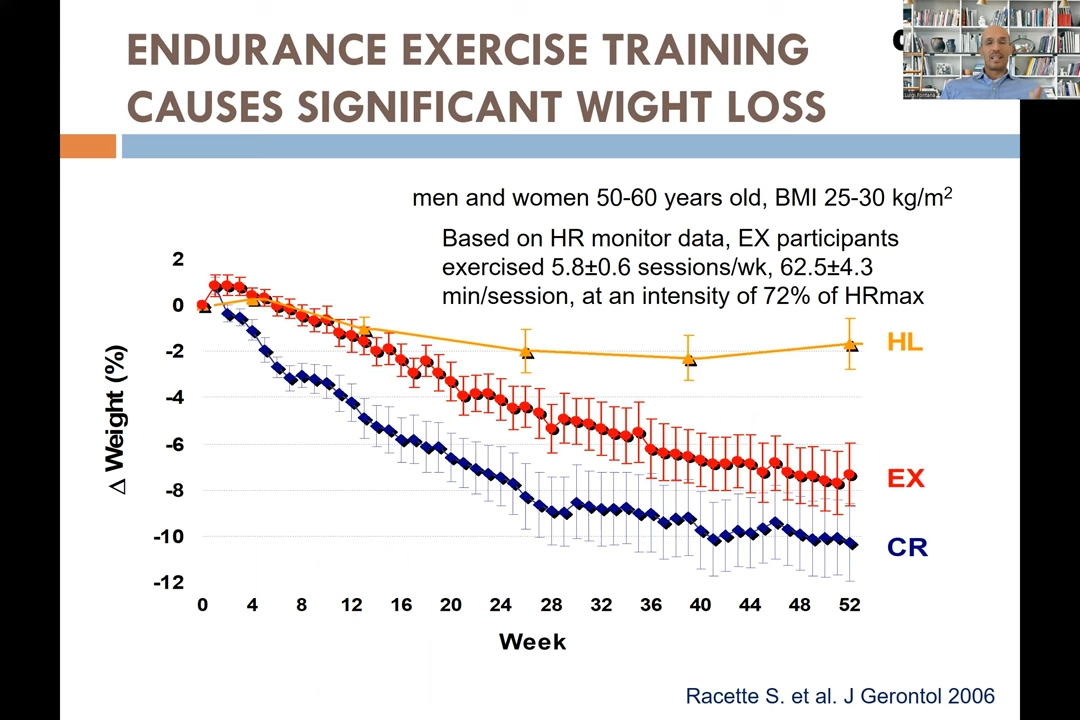 ENDURANCE EXERCISE TRAINING
CAUSES SIGNIFICANT WIGHT LOSS
Luigi Fontana
men and women 50-60 years old, BMI 25-30 kg/m²
Based on HR monitor data, EX participants
exercised 5.8±0.6 sessions/wk, 62.5±4.3
min/session, at an intensity of 72% of HRmax
2
0
-2
-4
-6
-8
-10
-12
Δ Weight (%)
HL
EX
CR
0 4 8 12 16 20 24 28 32 36 40 44 48 52
Week
Racette S. et al. J Gerontol 2006